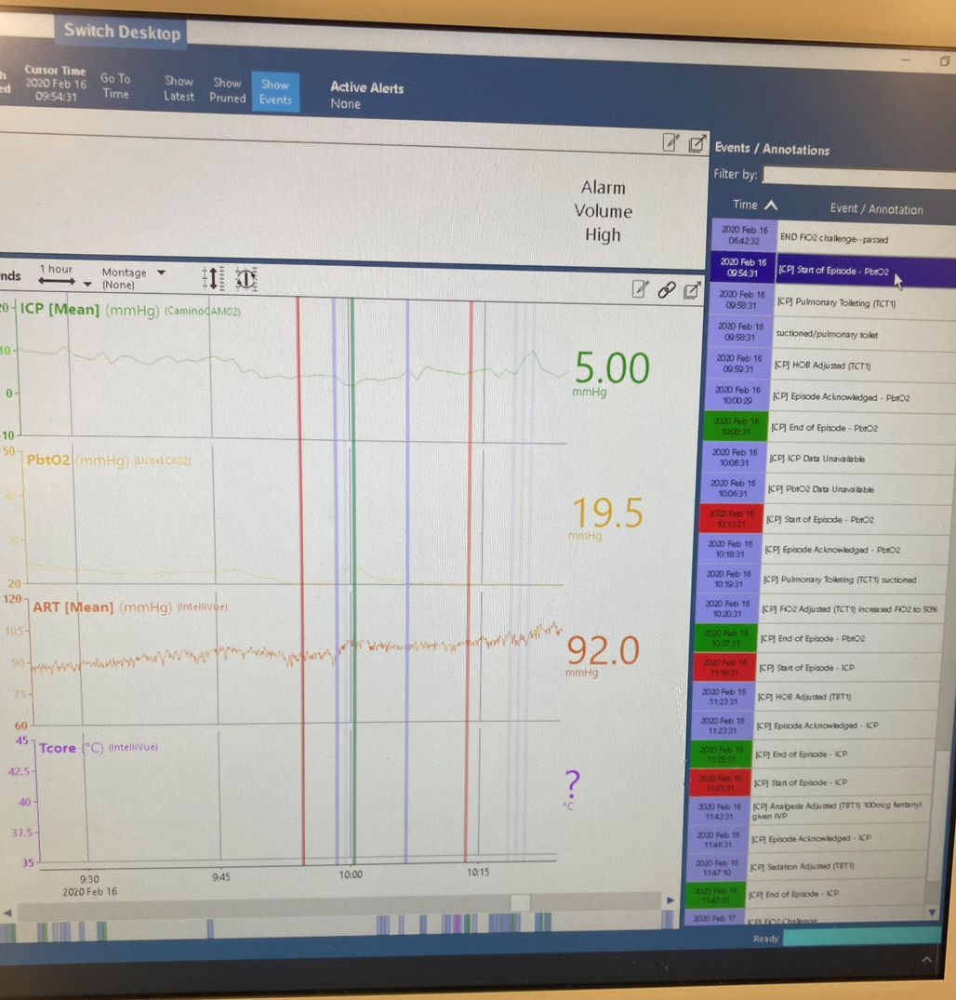 Switch Desktop
Cursor Time
2020 Feb 16
09:54:31
Go To
Time
Show
Latest
Show
Pruned
Show
Events
Active Alerts
None
Alarm
Volume
High
1 hour
Montage
(None)
ICP [Mean] (mmHg) (CaminoCAM02)
10
0
10
5.00
mmHg
50
PbtO2 (mmHg) (LicoxLCX02)
40
30
20
19.5
mmHg
120
ART [Mean] (mmHg) (IntelliVue)
105
90
75
60
92.0
mmHg
45
Tcore (°C) (IntelliVue)
42.5
40
37.5
35
?
°C
9:30
9:45
10:00
10:15
2020 Feb 16
Events / Annotations
Filter by:
Time Event / Annotation
2020 Feb 16 06:42:32 END FiO2 challenge--passed
2020 Feb 16 09:54:31 [CP] Start of Episode - PbtO2
2020 Feb 16 09:58:31 [CP] Pulmonary Toileting (TCT1)
2020 Feb 16 09:58:31 suctioned/pulmonary toilet
2020 Feb 16 09:59:31 [CP] HOB Adjusted (TCT1)
2020 Feb 16 10:00:29 [CP] Episode Acknowledged - PbtO2
2020 Feb 16 10:00:31 [CP] End of Episode - PbtO2
2020 Feb 16 10:06:31 [CP] ICP Data Unavailable
2020 Feb 16 10:06:31 [CP] PbtO2 Data Unavailable
2020 Feb 16 10:13:31 [CP] Start of Episode - PbtO2
2020 Feb 16 10:18:31 [CP] Episode Acknowledged - PbtO2
2020 Feb 16 10:19:31 [CP] Pulmonary Toileting (TCT1) suctioned
2020 Feb 16 10:20:31 [CP] FiO2 Adjusted (TCT1) increased FiO2 to 50%
2020 Feb 16 10:27:31 [CP] End of Episode - PbtO2
2020 Feb 16 11:18:31 [CP] Start of Episode - ICP
2020 Feb 16 11:23:31 [CP] HOB Adjusted (TBT1)
2020 Feb 16 11:23:31 [CP] Episode Acknowledged - ICP
2020 Feb 16 11:25:31 [CP] End of Episode - ICP
2020 Feb 16 11:41:31 [CP] Start of Episode - ICP
2020 Feb 16 11:43:31 [CP] Analgesia Adjusted (TBT1) 100mcg fentanyl
given IVP
2020 Feb 16 11:46:31 [CP] Episode Acknowledged - ICP
2020 Feb 16 11:47:10 [CP] Sedation Adjusted (TBT1)
2020 Feb 16 11:47:31 [CP] End of Episode - ICP
2020 Feb 17 [CP] FiO2 Challenge
Ready